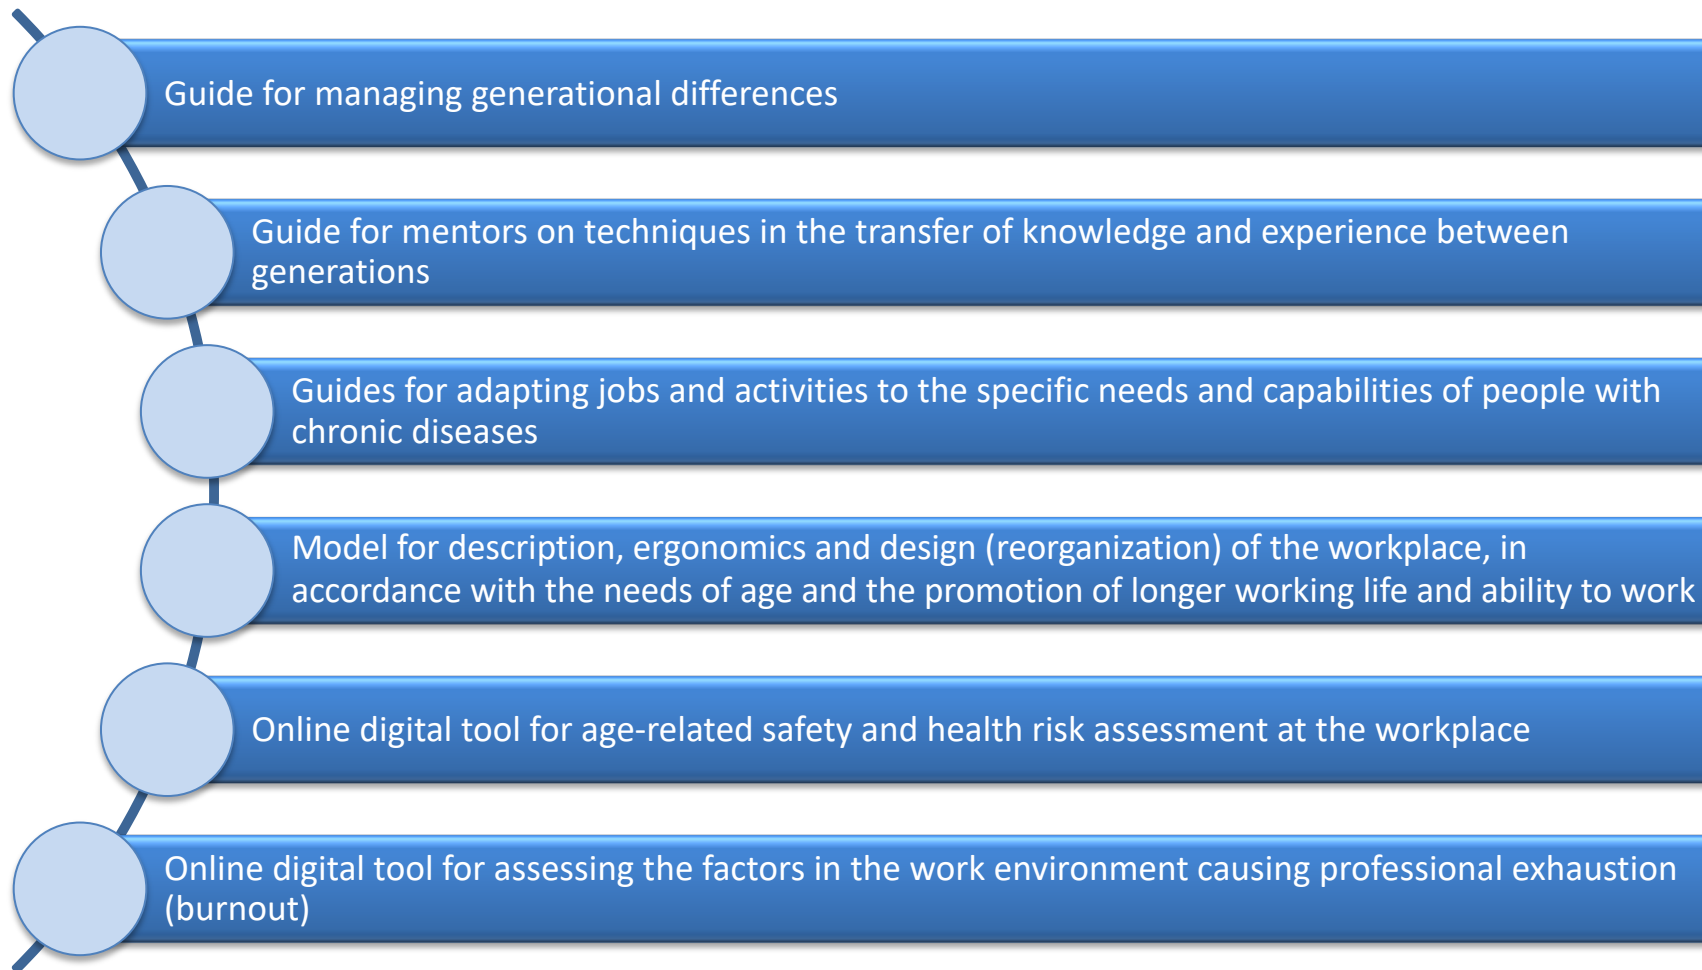 Guide for managing generational differences
Guide for mentors on techniques in the transfer of knowledge and experience between
generations
Guides for adapting jobs and activities to the specific needs and capabilities of people with
chronic diseases
Model for description, ergonomics and design (reorganization) of the workplace, in
accordance with the needs of age and the promotion of longer working life and ability to work
Online digital tool for age-related safety and health risk assessment at the workplace
Online digital tool for assessing the factors in the work environment causing professional exhaustion
(burnout)